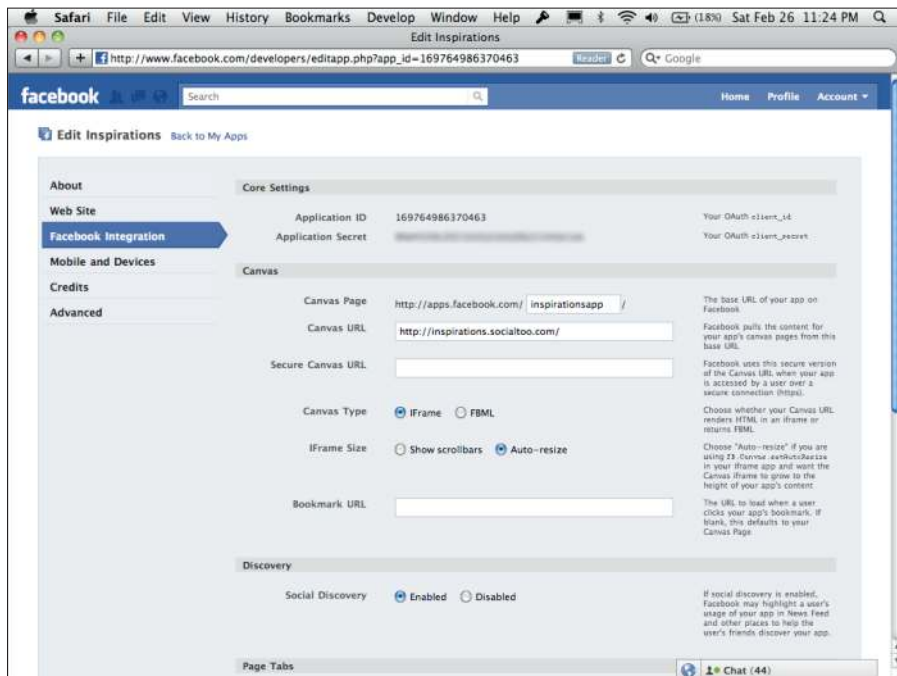 Safari File Edit View History Bookmarks Develop Window Help (18%) Sat Feb 26 11:24 PM
Edit Inspirations
http://www.facebook.com/developers/editapp.php?app_id=169764986370463 Reader Google
facebook Search Home Profile Account
Edit Inspirations Back to My Apps
About
Web Site
Facebook Integration
Mobile and Devices
Credits
Advanced
Core Settings
Application ID 169764986370463 Your OAuth client_id
Application Secret Your OAuth client_secret
Canvas
Canvas Page http://apps.facebook.com/ inspirationsapp /
The base URL of your app on
Facebook
Canvas URL http://inspirations.socialtoo.com/
Facebook pulls the content for
your app's canvas pages from this
base URL
Secure Canvas URL
Facebook uses this secure version
of the Canvas URL when your app
is accessed by a user over a
secure connection (https).
Canvas Type IFrame FBML
Choose whether your Canvas URL
renders HTML in an iframe or
returns FBML
IFrame Size Show scrollbars Auto-resize
Choose "Auto-resize" if you are
using FB.Canvas.setAutoResize
in your iframe app and want the
Canvas iframe to grow to the
height of your app's content
Bookmark URL
The URL to load when a user
clicks your app's bookmark. If
blank, this defaults to your
Canvas Page
Discovery
Social Discovery Enabled Disabled
If social discovery is enabled,
Facebook may highlight a user's
usage of your app in News Feed
and other places to help the
user's friends discover your app.
Page Tabs
Chat (44)